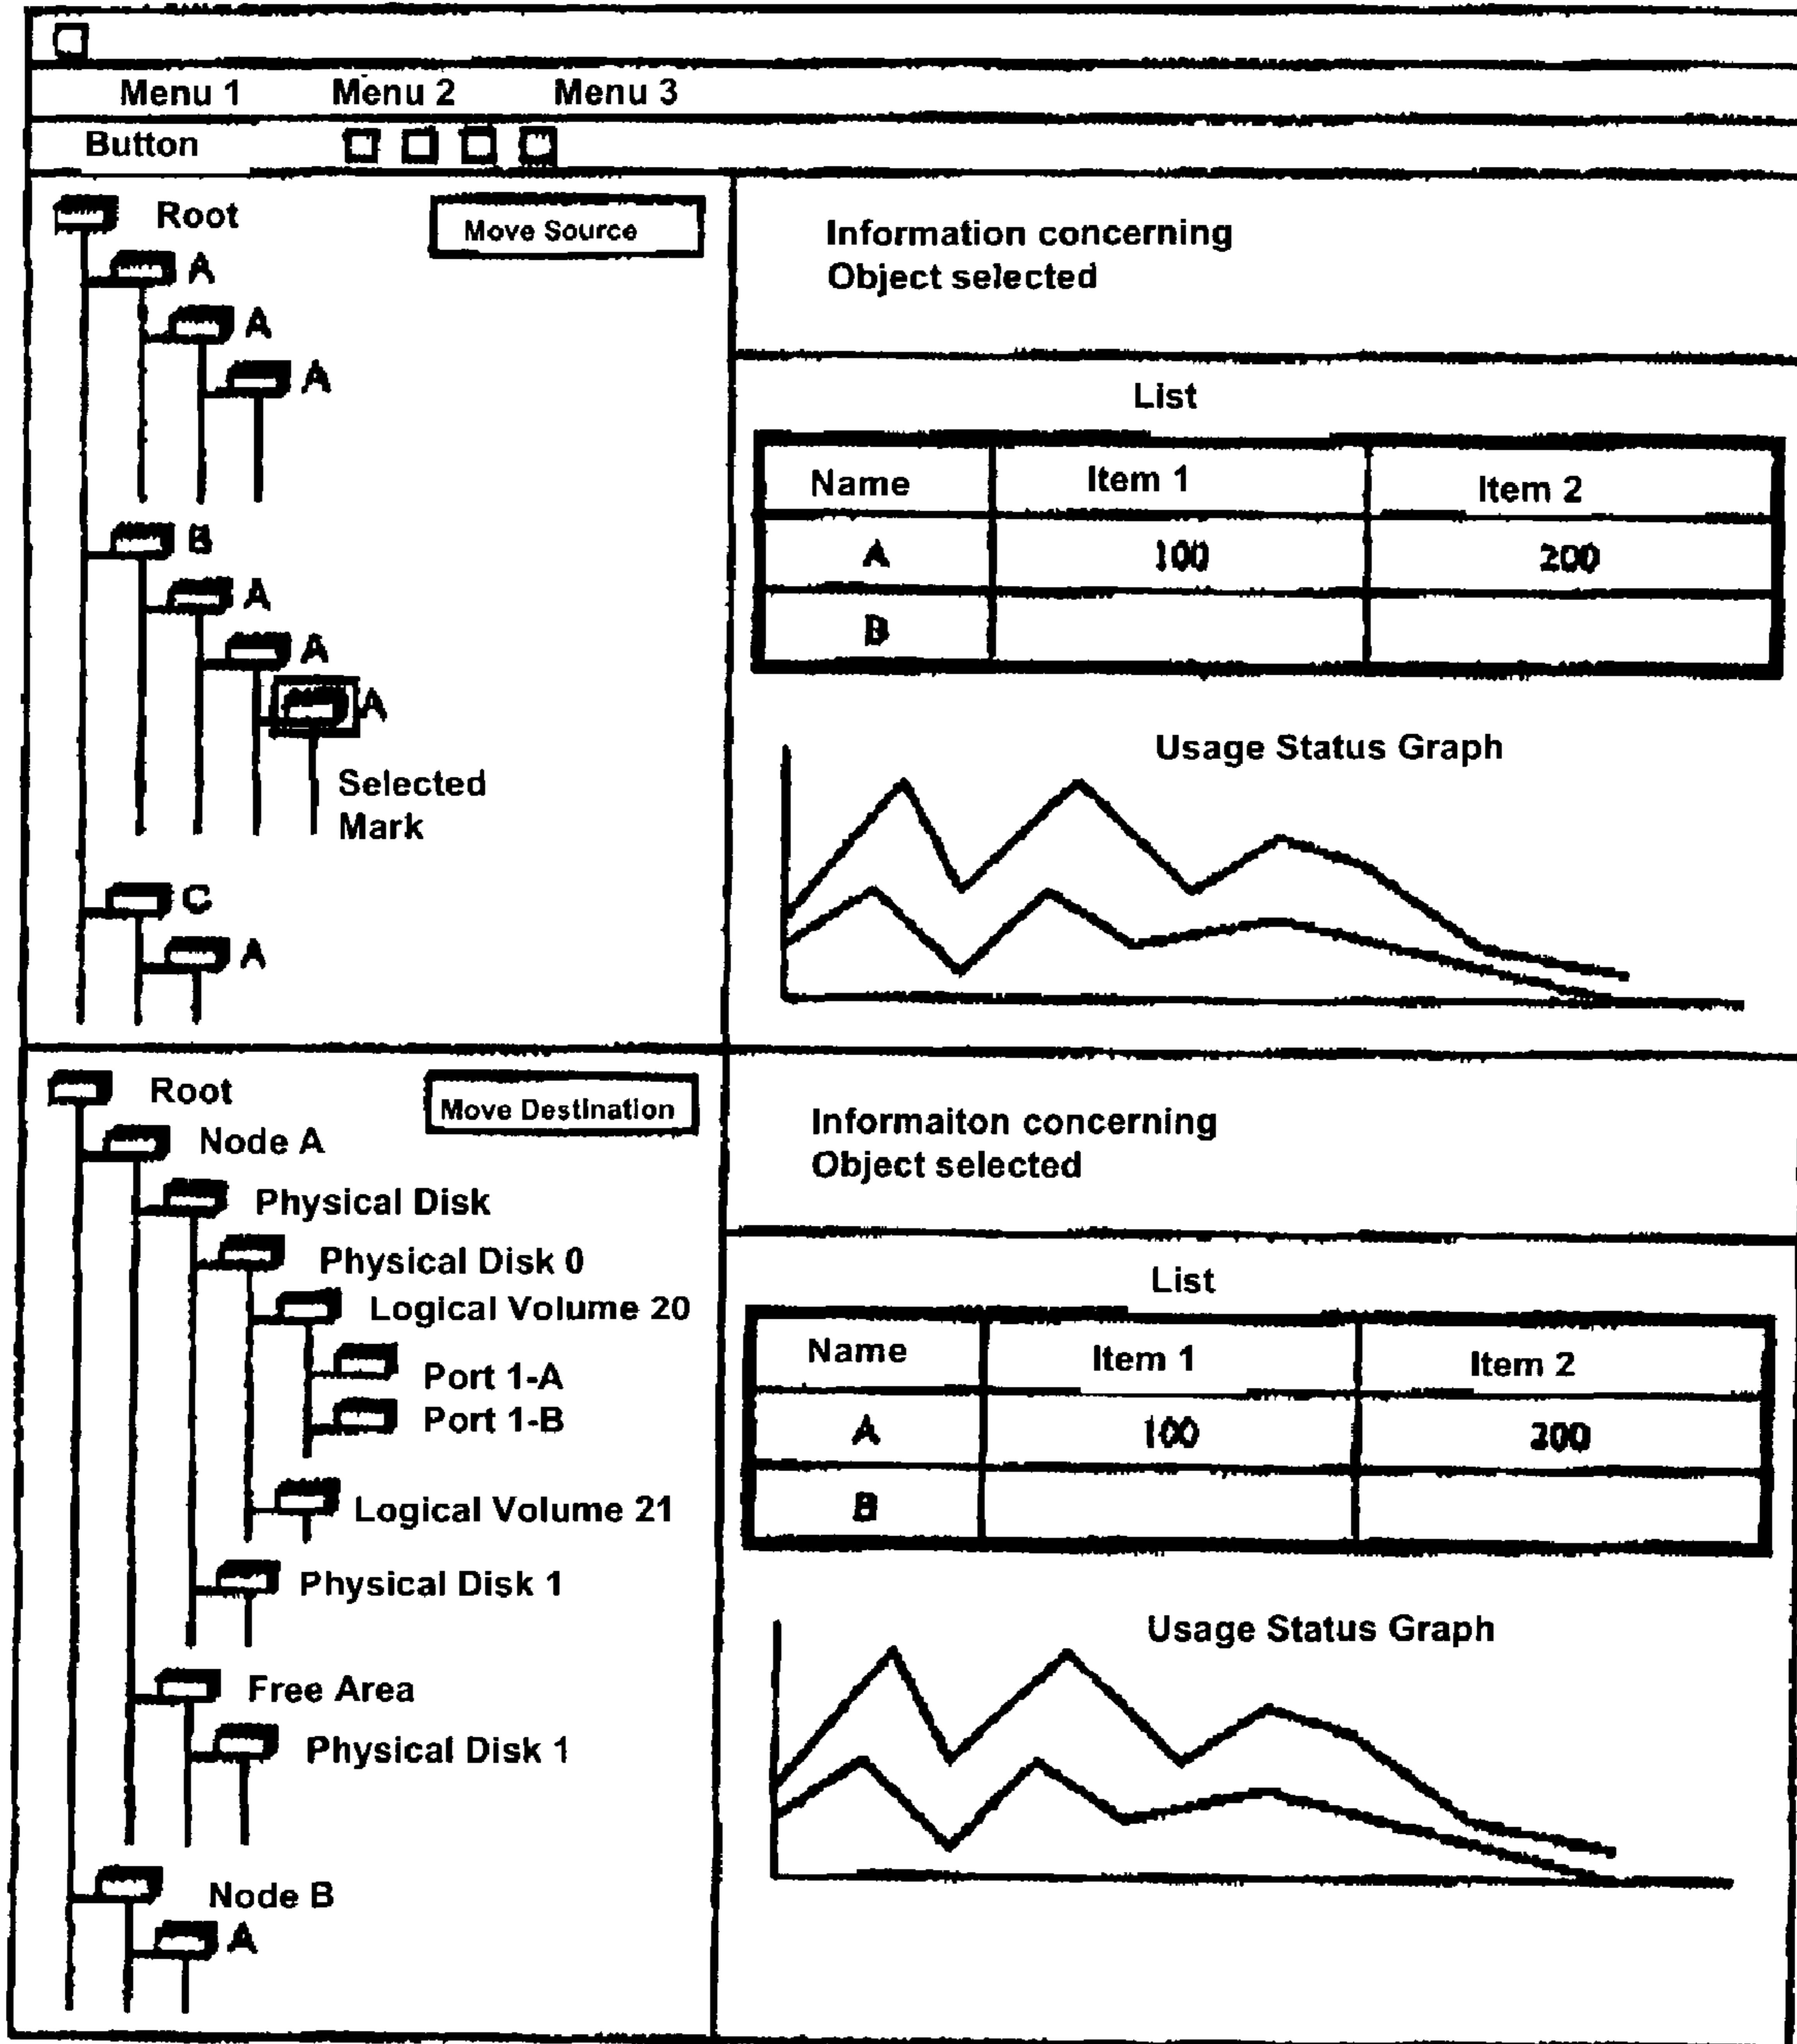 Menu 1 Menu 2 Menu 3
Button
Root
Move Source
A
A
A
B
A
A
A
Selected
Mark
C
A
Information concerning
Object selected
List
Name Item 1 Item 2
A 100 200
B
Usage Status Graph
Root
Move Destination
Node A
Physical Disk
Physical Disk 0
Logical Volume 20
Port 1-A
Port 1-B
Logical Volume 21
Physical Disk 1
Free Area
Physical Disk 1
Node B
A
Informaiton concerning
Object selected
List
Name Item 1 Item 2
A 100 200
B
Usage Status Graph